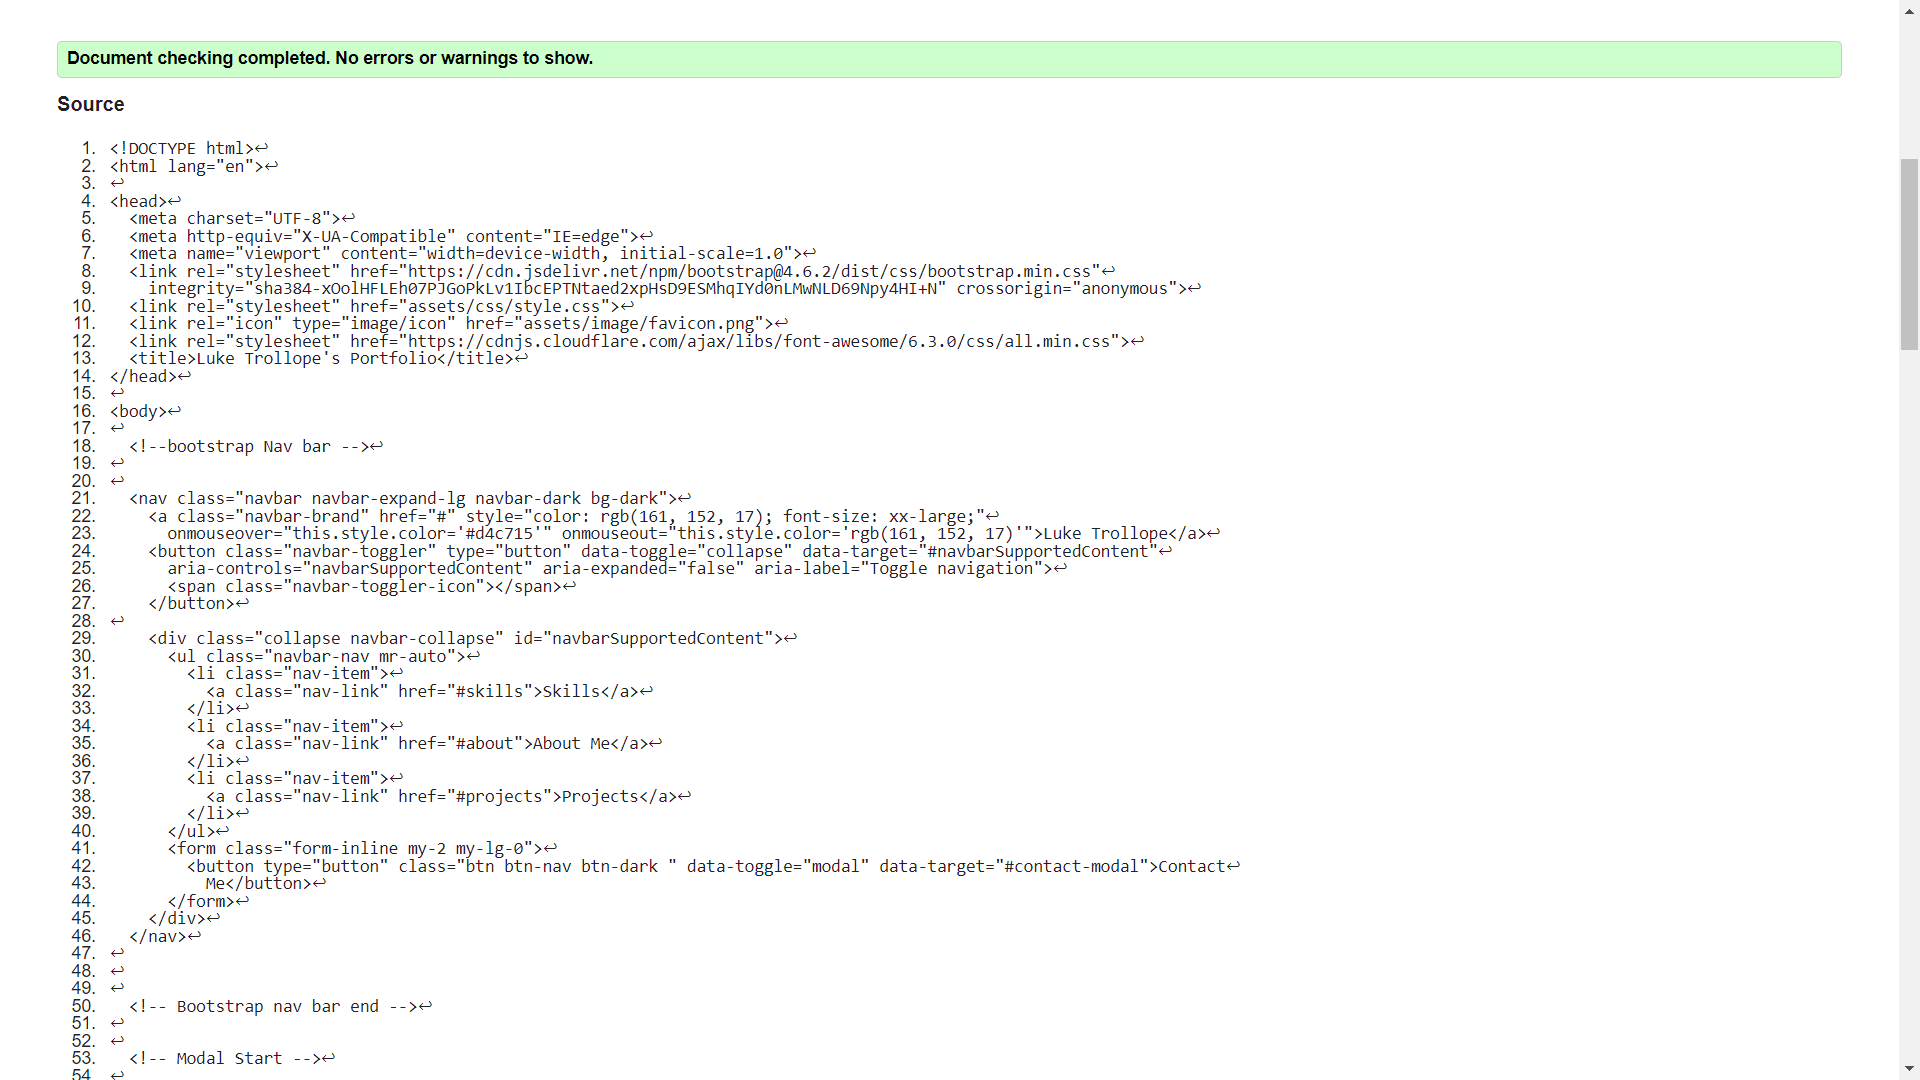 Document checking completed. No errors or warnings to show.
Source
1. <!DOCTYPE html>↩
2. <html lang="en">↩
3. ↩
4. <head>↩
5.   <meta charset="UTF-8">↩
6.   <meta http-equiv="X-UA-Compatible" content="IE=edge">↩
7.   <meta name="viewport" content="width=device-width, initial-scale=1.0">↩
8.   <link rel="stylesheet" href="https://cdn.jsdelivr.net/npm/bootstrap@4.6.2/dist/css/bootstrap.min.css"↩
9.     integrity="sha384-xOolHFLEh07PJGoPkLv1IbcEPTNtaed2xpHsD9ESMhqIYd0nLMwNLD69Npy4HI+N" crossorigin="anonymous">↩
10.   <link rel="stylesheet" href="assets/css/style.css">↩
11.   <link rel="icon" type="image/icon" href="assets/image/favicon.png">↩
12.   <link rel="stylesheet" href="https://cdnjs.cloudflare.com/ajax/libs/font-awesome/6.3.0/css/all.min.css">↩
13.   <title>Luke Trollope's Portfolio</title>↩
14. </head>↩
15. ↩
16. <body>↩
17. ↩
18.   <!--bootstrap Nav bar -->↩
19. ↩
20. ↩
21.   <nav class="navbar navbar-expand-lg navbar-dark bg-dark">↩
22.     <a class="navbar-brand" href="#" style="color: rgb(161, 152, 17); font-size: xx-large;"↩
23.       onmouseover="this.style.color='#d4c715'" onmouseout="this.style.color='rgb(161, 152, 17)'">Luke Trollope</a>↩
24.     <button class="navbar-toggler" type="button" data-toggle="collapse" data-target="#navbarSupportedContent"↩
25.       aria-controls="navbarSupportedContent" aria-expanded="false" aria-label="Toggle navigation">↩
26.       <span class="navbar-toggler-icon"></span>↩
27.     </button>↩
28. ↩
29.     <div class="collapse navbar-collapse" id="navbarSupportedContent">↩
30.       <ul class="navbar-nav mr-auto">↩
31.         <li class="nav-item">↩
32.           <a class="nav-link" href="#skills">Skills</a>↩
33.         </li>↩
34.         <li class="nav-item">↩
35.           <a class="nav-link" href="#about">About Me</a>↩
36.         </li>↩
37.         <li class="nav-item">↩
38.           <a class="nav-link" href="#projects">Projects</a>↩
39.         </li>↩
40.       </ul>↩
41.       <form class="form-inline my-2 my-lg-0">↩
42.         <button type="button" class="btn btn-nav btn-dark " data-toggle="modal" data-target="#contact-modal">Contact↩
43.           Me</button>↩
44.       </form>↩
45.     </div>↩
46.   </nav>↩
47. ↩
48. ↩
49. ↩
50.   <!-- Bootstrap nav bar end -->↩
51. ↩
52. ↩
53.   <!-- Modal Start -->↩
54. ↩